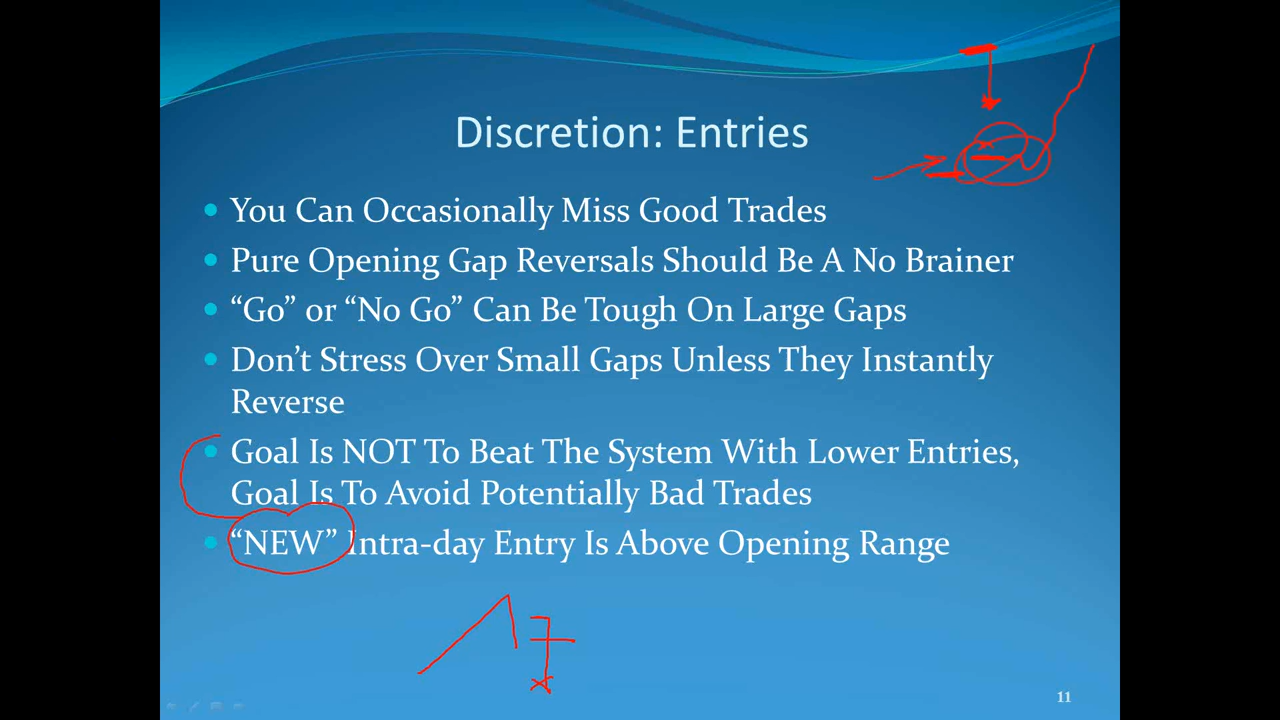 Discretion: Entries
You Can Occasionally Miss Good Trades
Pure Opening Gap Reversals Should Be A No Brainer
“Go” or “No Go” Can Be Tough On Large Gaps
Don’t Stress Over Small Gaps Unless They Instantly
Reverse
Goal Is NOT To Beat The System With Lower Entries,
Goal Is To Avoid Potentially Bad Trades
“NEW” Intra-day Entry Is Above Opening Range
11